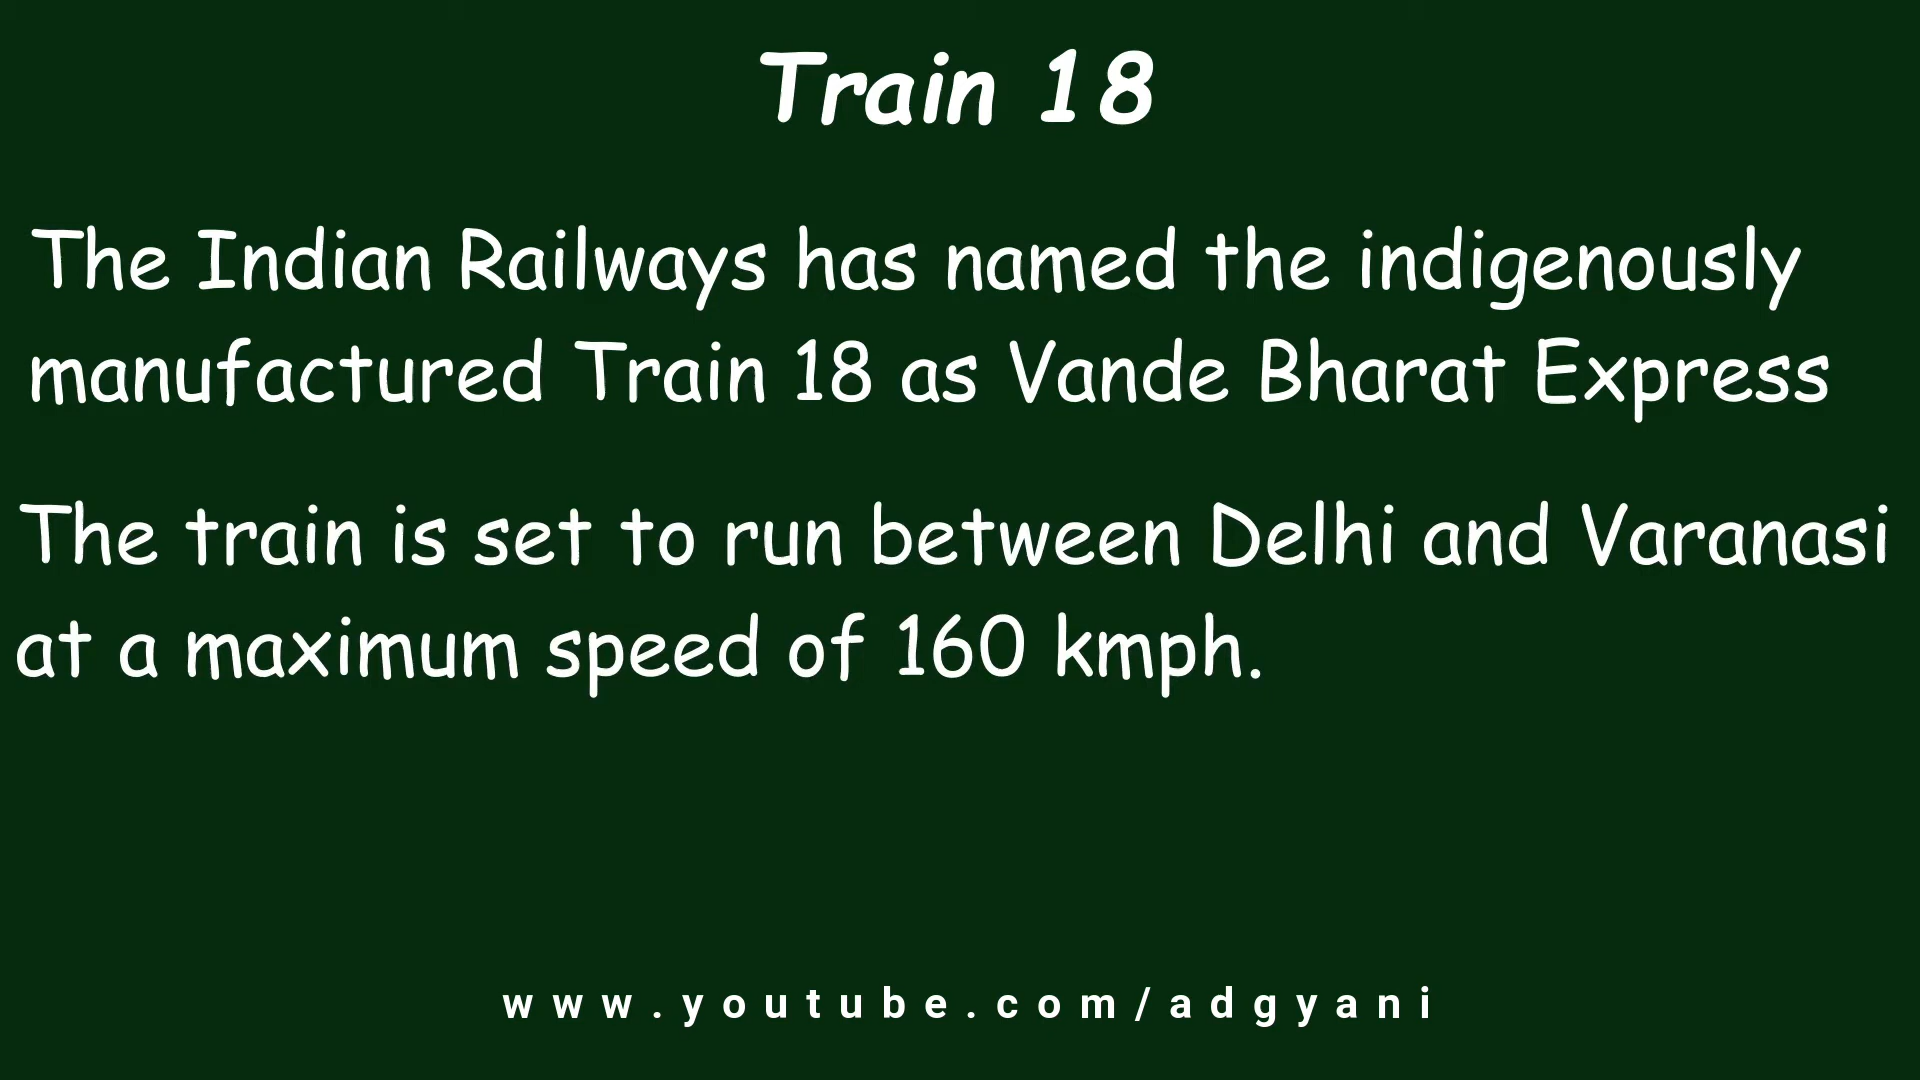 Train 18
The Indian Railways has named the indigenously
manufactured Train 18 as Vande Bharat Express
The train is set to run between Delhi and Varanasi
at a maximum speed of 160 kmph.
www.youtube.com/adgyani